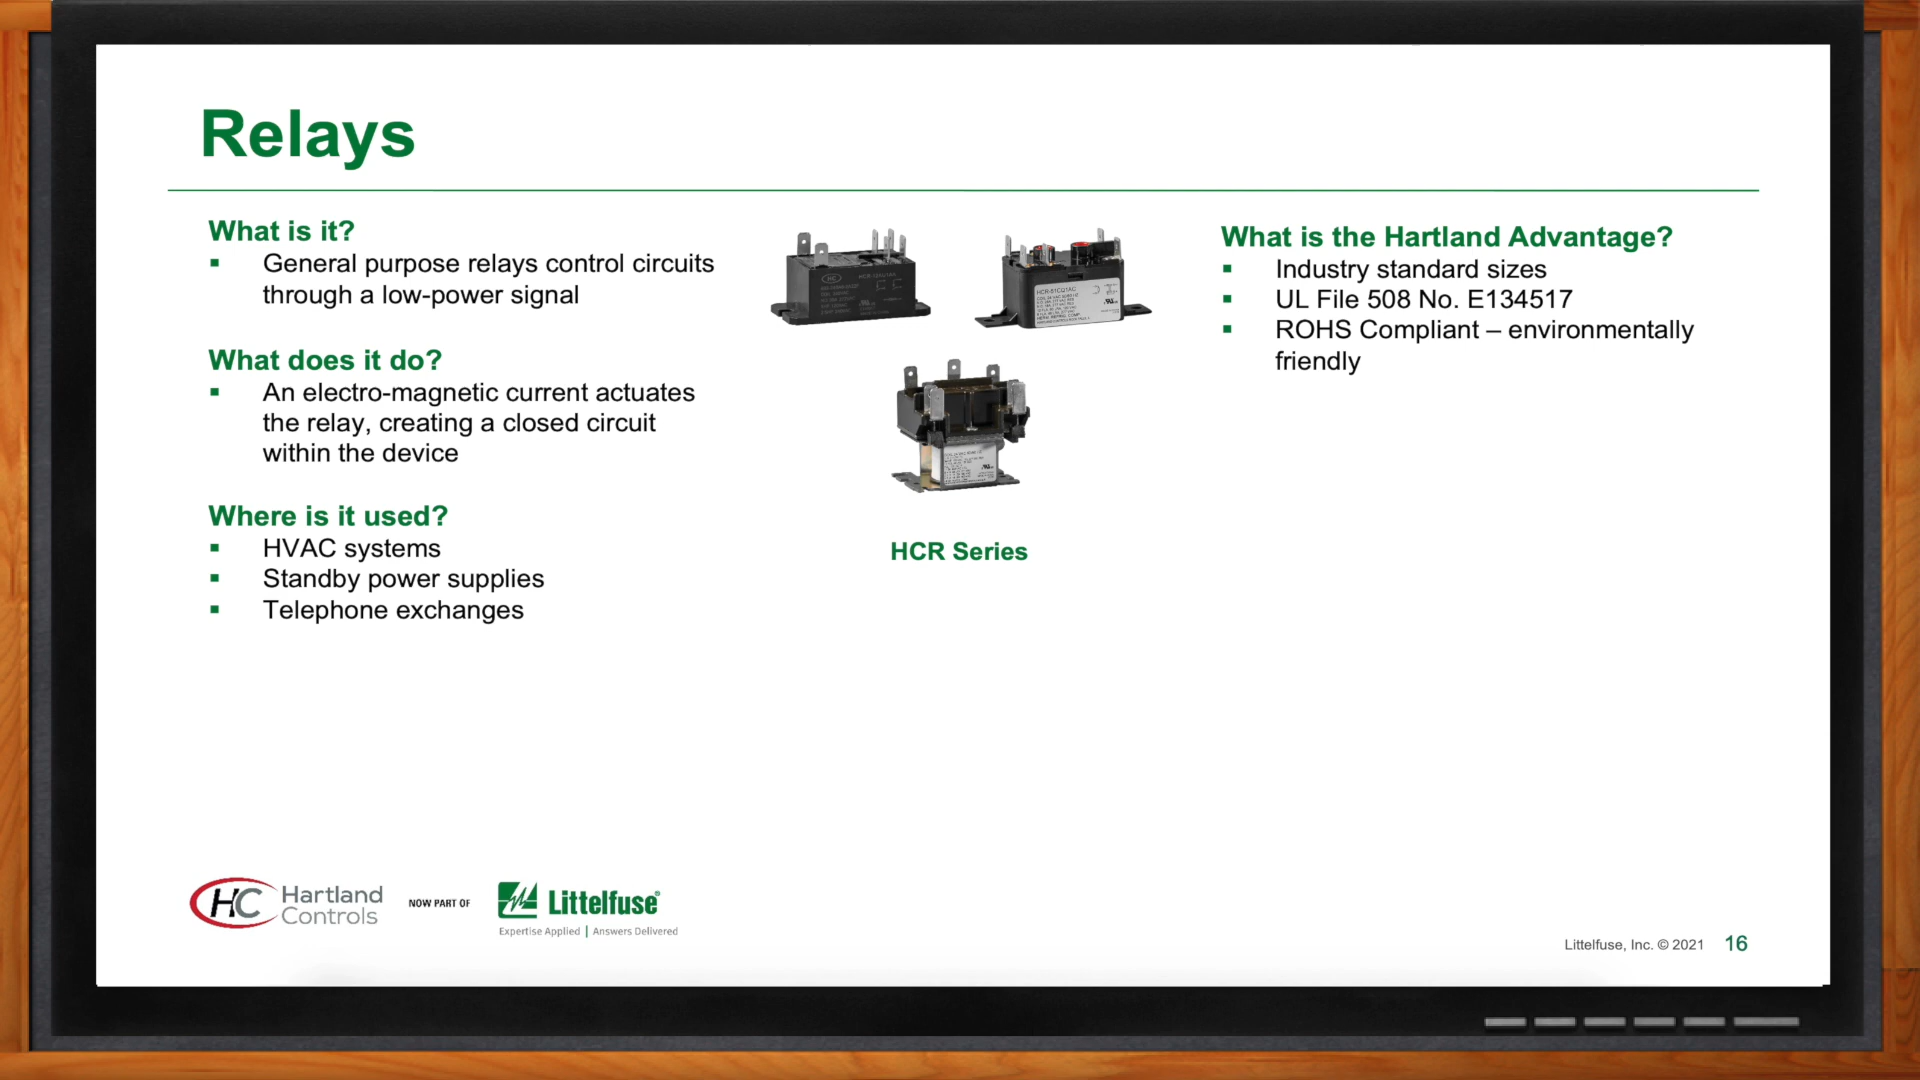 Relays
What is it?
▪ General purpose relays control circuits
through a low-power signal
What does it do?
▪ An electro-magnetic current actuates
the relay, creating a closed circuit
within the device
Where is it used?
▪ HVAC systems
▪ Standby power supplies
▪ Telephone exchanges
HC
HCR-51CQ1AC
HCR Series
What is the Hartland Advantage?
▪ Industry standard sizes
▪ UL File 508 No. E134517
▪ ROHS Compliant – environmentally
friendly
HC Hartland
Controls
NOW PART OF
Littelfuse®
Expertise Applied | Answers Delivered
Littelfuse, Inc. © 2021 16